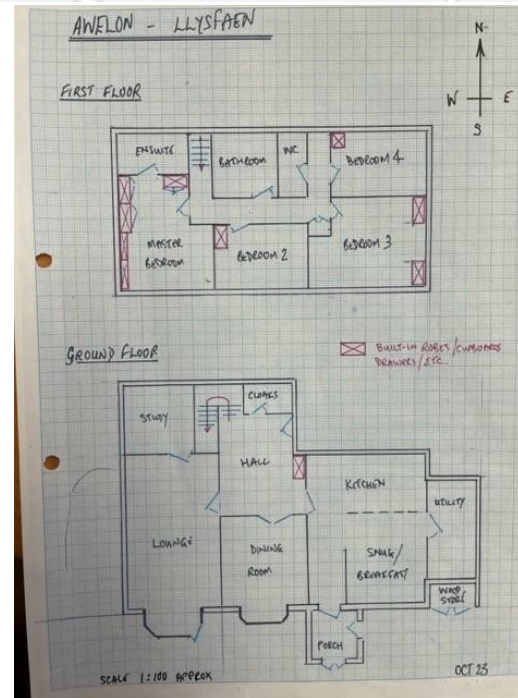 AWELON - LLYSFAEN
N
W E
S
FIRST FLOOR
ENSUITE
BATHROOM
WC
BEDROOM 4
MASTER
BEDROOM
BEDROOM 2
BEDROOM 3
GROUND FLOOR
BUILT-IN ROBES/CUPBOARDS
DRAWERS/ETC.
STUDY
CLOAKS
HALL
KITCHEN
UTILITY
LOUNGE
DINING
ROOM
SNUG/
BREAKFAST
WOOD
STORE
PORCH
SCALE 1:100 APPROX
OCT 23